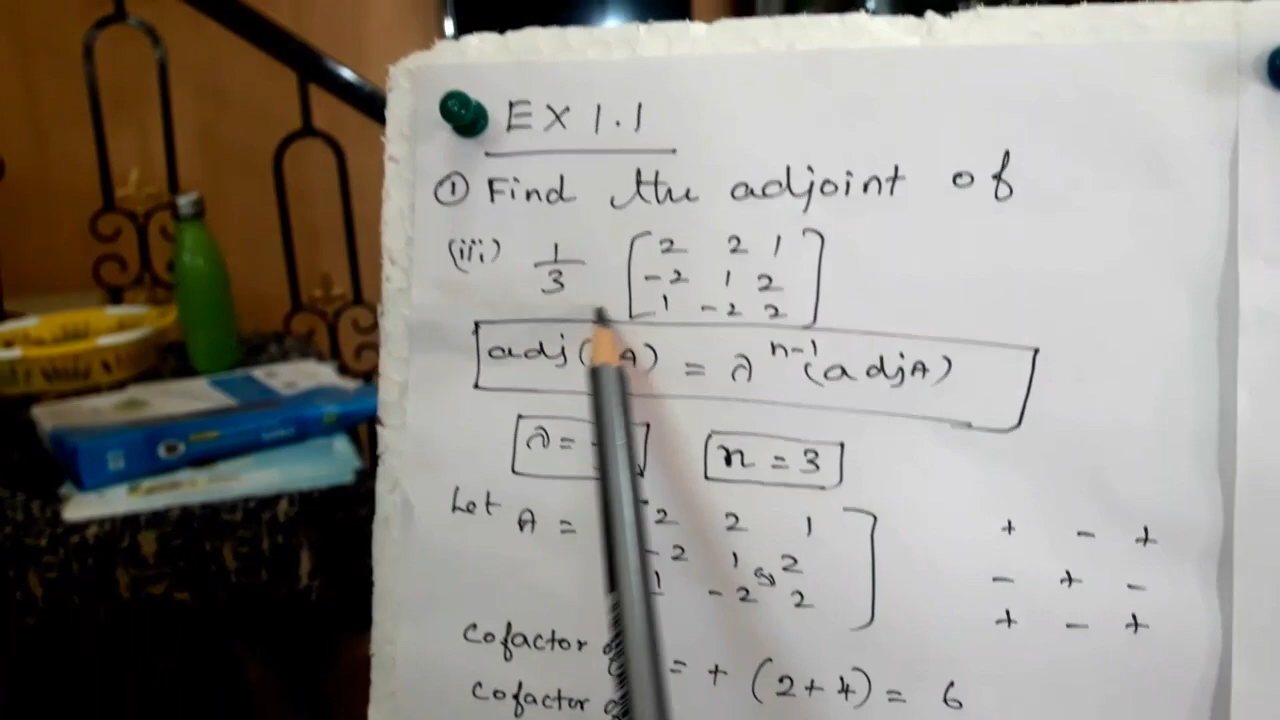 EX 1.1
① Find the adjoint of
(iii) 1/3 [ 2 2 1
-2 1 2
1 -2 2 ]
adj( A) = λ^(n-1) (adj A)
λ = n = 3
Let A = 2 2 1 ] + - +
-2 1 2 - + -
1 -2 2 + - +
Cofactor = + (2+4) = 6
Cofactor